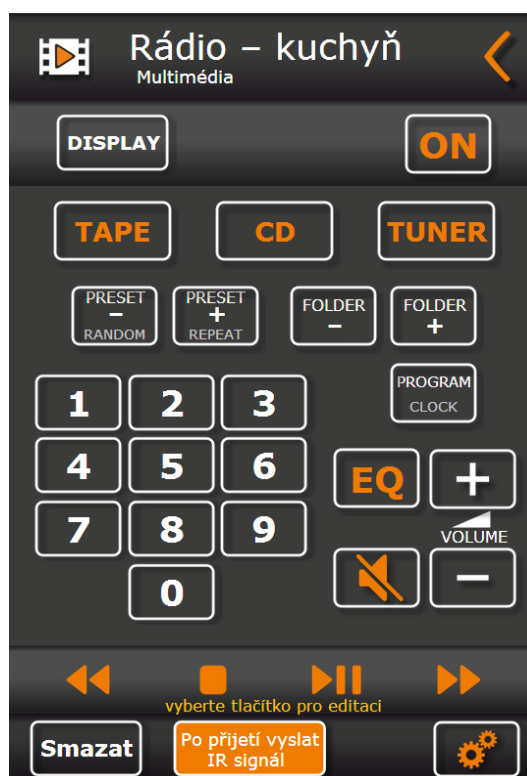 Rádio – kuchyň
Multimédia
DISPLAY
ON
TAPE
CD
TUNER
PRESET
–
RANDOM
PRESET
+
REPEAT
FOLDER
–
FOLDER
+
PROGRAM
CLOCK
1 2 3
4 5 6
EQ +
7 8 9
VOLUME
0
–
vyberte tlačítko pro editaci
Smazat
Po přijetí vyslat
IR signál